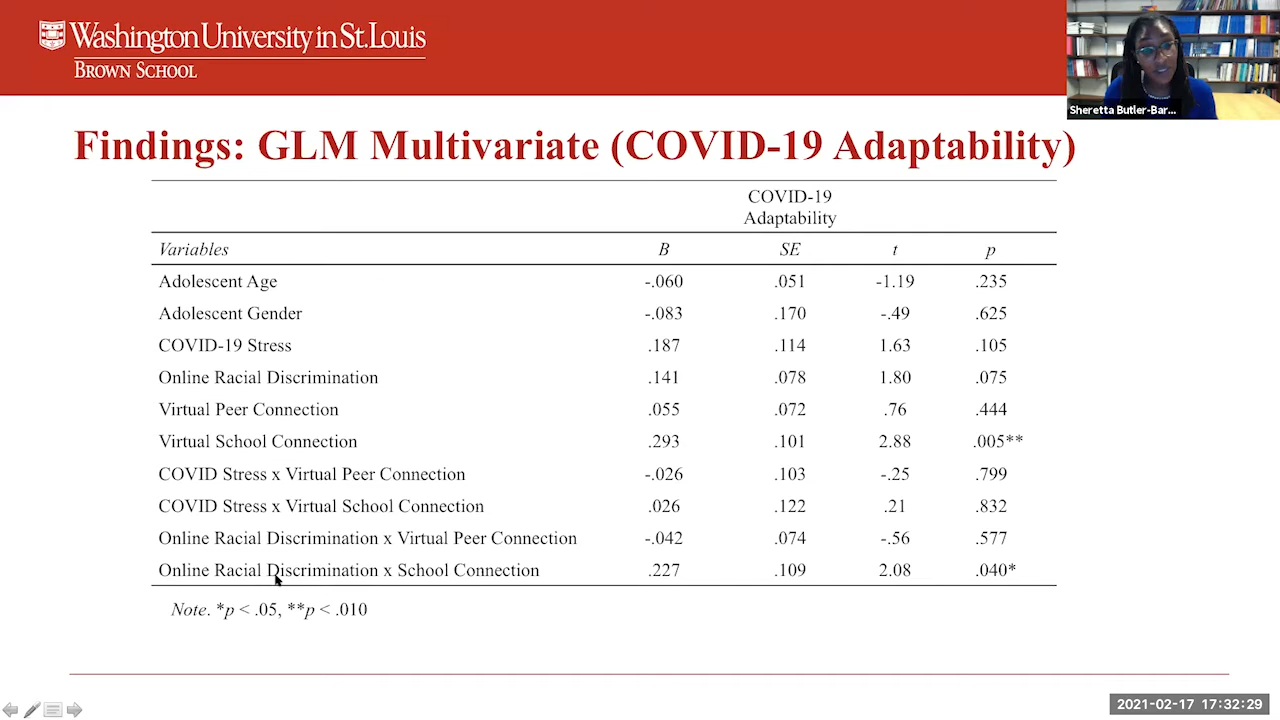 Washington University in St. Louis
BROWN SCHOOL
Sheretta Butler-Bar...
Findings: GLM Multivariate (COVID-19 Adaptability)
COVID-19
Adaptability
Variables B SE t p
Adolescent Age -.060 .051 -1.19 .235
Adolescent Gender -.083 .170 -.49 .625
COVID-19 Stress .187 .114 1.63 .105
Online Racial Discrimination .141 .078 1.80 .075
Virtual Peer Connection .055 .072 .76 .444
Virtual School Connection .293 .101 2.88 .005**
COVID Stress x Virtual Peer Connection -.026 .103 -.25 .799
COVID Stress x Virtual School Connection .026 .122 .21 .832
Online Racial Discrimination x Virtual Peer Connection -.042 .074 -.56 .577
Online Racial Discrimination x School Connection .227 .109 2.08 .040*
Note. *p < .05, **p < .010
2021-02-17 17:32:29